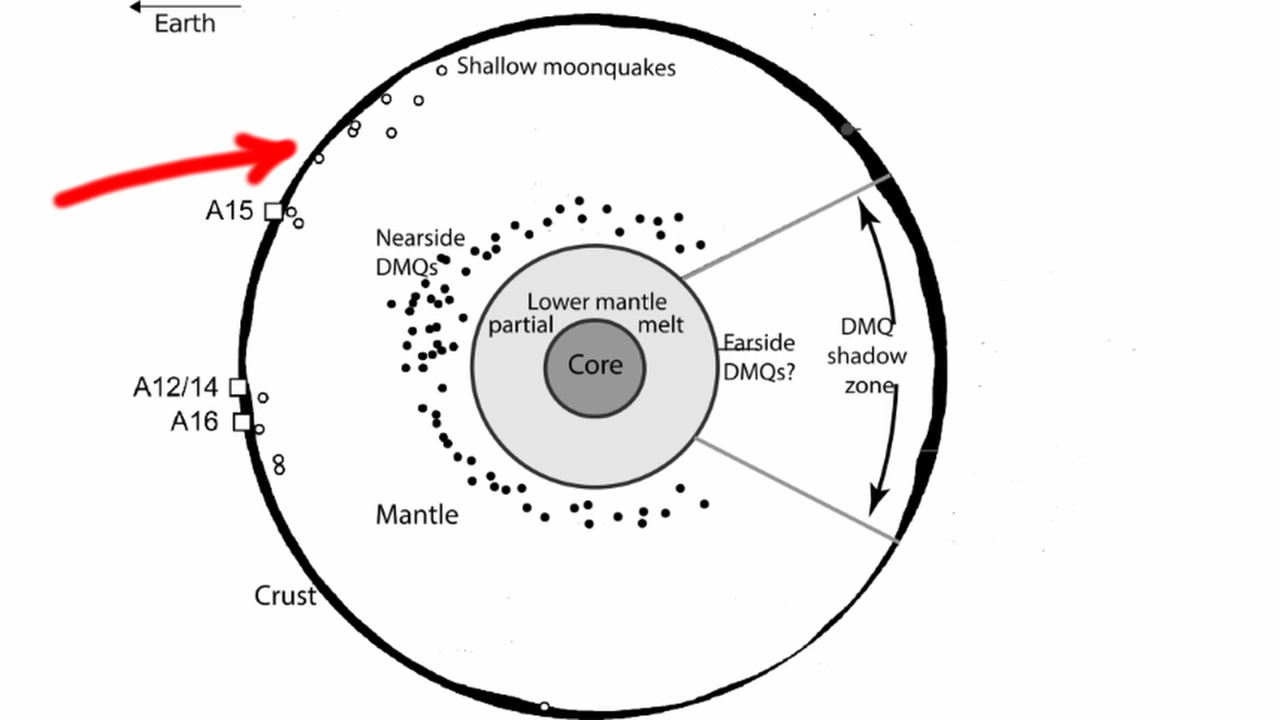 Earth
Shallow moonquakes
A15
Nearside
DMQs
Lower mantle
partial melt
Core
Farside
DMQs?
DMQ
shadow
zone
A12/14
A16
Mantle
Crust